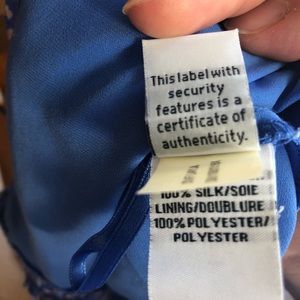 This label with
security
features is a
certificate of
authenticity.
100% SILK/SOIE
LINING/DOUBLURE
100% POLYESTER/
POLYESTER